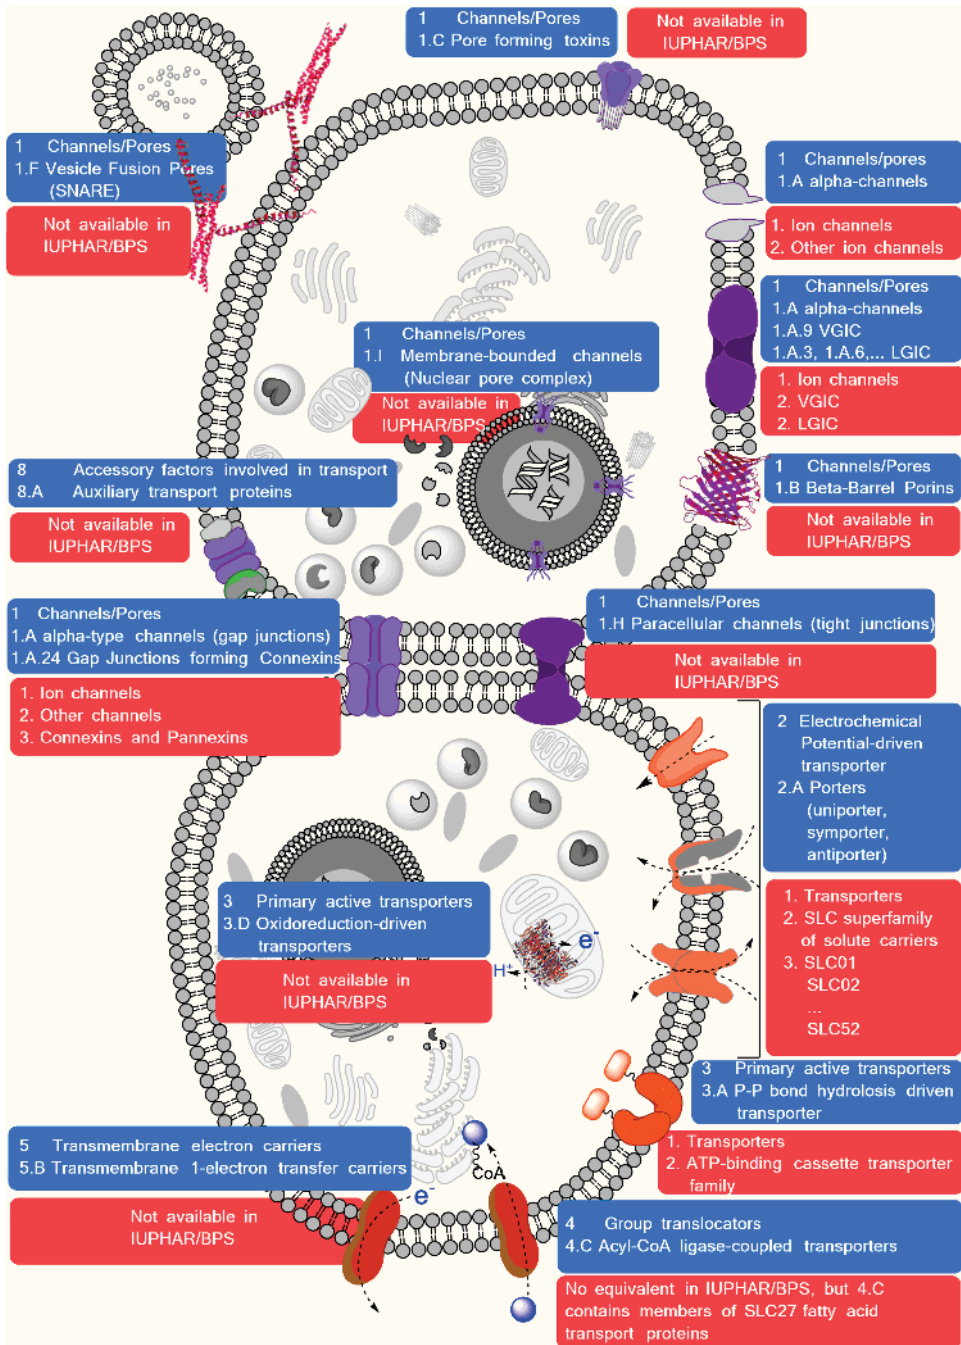 1 Channels/Pores
1.C Pore forming toxins
Not available in
IUPHAR/BPS
1 Channels/Pores
1.F Vesicle Fusion Pores
(SNARE)
Not available in
IUPHAR/BPS
1 Channels/pores
1.A alpha-channels
1. Ion channels
2. Other ion channels
1 Channels/Pores
1.A alpha-channels
1.A.9 VGIC
1.A.3, 1.A.6,... LGIC
1. Ion channels
2. VGIC
2. LGIC
1 Channels/Pores
1.I Membrane-bounded channels
(Nuclear pore complex)
Not available in
IUPHAR/BPS
8 Accessory factors involved in transport
8.A Auxiliary transport proteins
Not available in
IUPHAR/BPS
1 Channels/Pores
1.B Beta-Barrel Porins
Not available in
IUPHAR/BPS
1 Channels/Pores
1.A alpha-type channels (gap junctions)
1.A.24 Gap Junctions forming Connexins
1. Ion channels
2. Other channels
3. Connexins and Pannexins
1 Channels/Pores
1.H Paracellular channels (tight junctions)
Not available in
IUPHAR/BPS
2 Electrochemical
Potential-driven
transporter
2.A Porters
(uniporter,
symporter,
antiporter)
1. Transporters
2. SLC superfamily
of solute carriers
3. SLC01
SLC02
...
SLC52
3 Primary active transporters
3.D Oxidoreduction-driven
transporters
Not available in
IUPHAR/BPS
e-
H+
3 Primary active transporters
3.A P-P bond hydrolosis driven
transporter
1. Transporters
2. ATP-binding cassette transporter
family
5 Transmembrane electron carriers
5.B Transmembrane 1-electron transfer carriers
Not available in
IUPHAR/BPS
e-
CoA
4 Group translocators
4.C Acyl-CoA ligase-coupled transporters
No equivalent in IUPHAR/BPS, but 4.C
contains members of SLC27 fatty acid
transport proteins